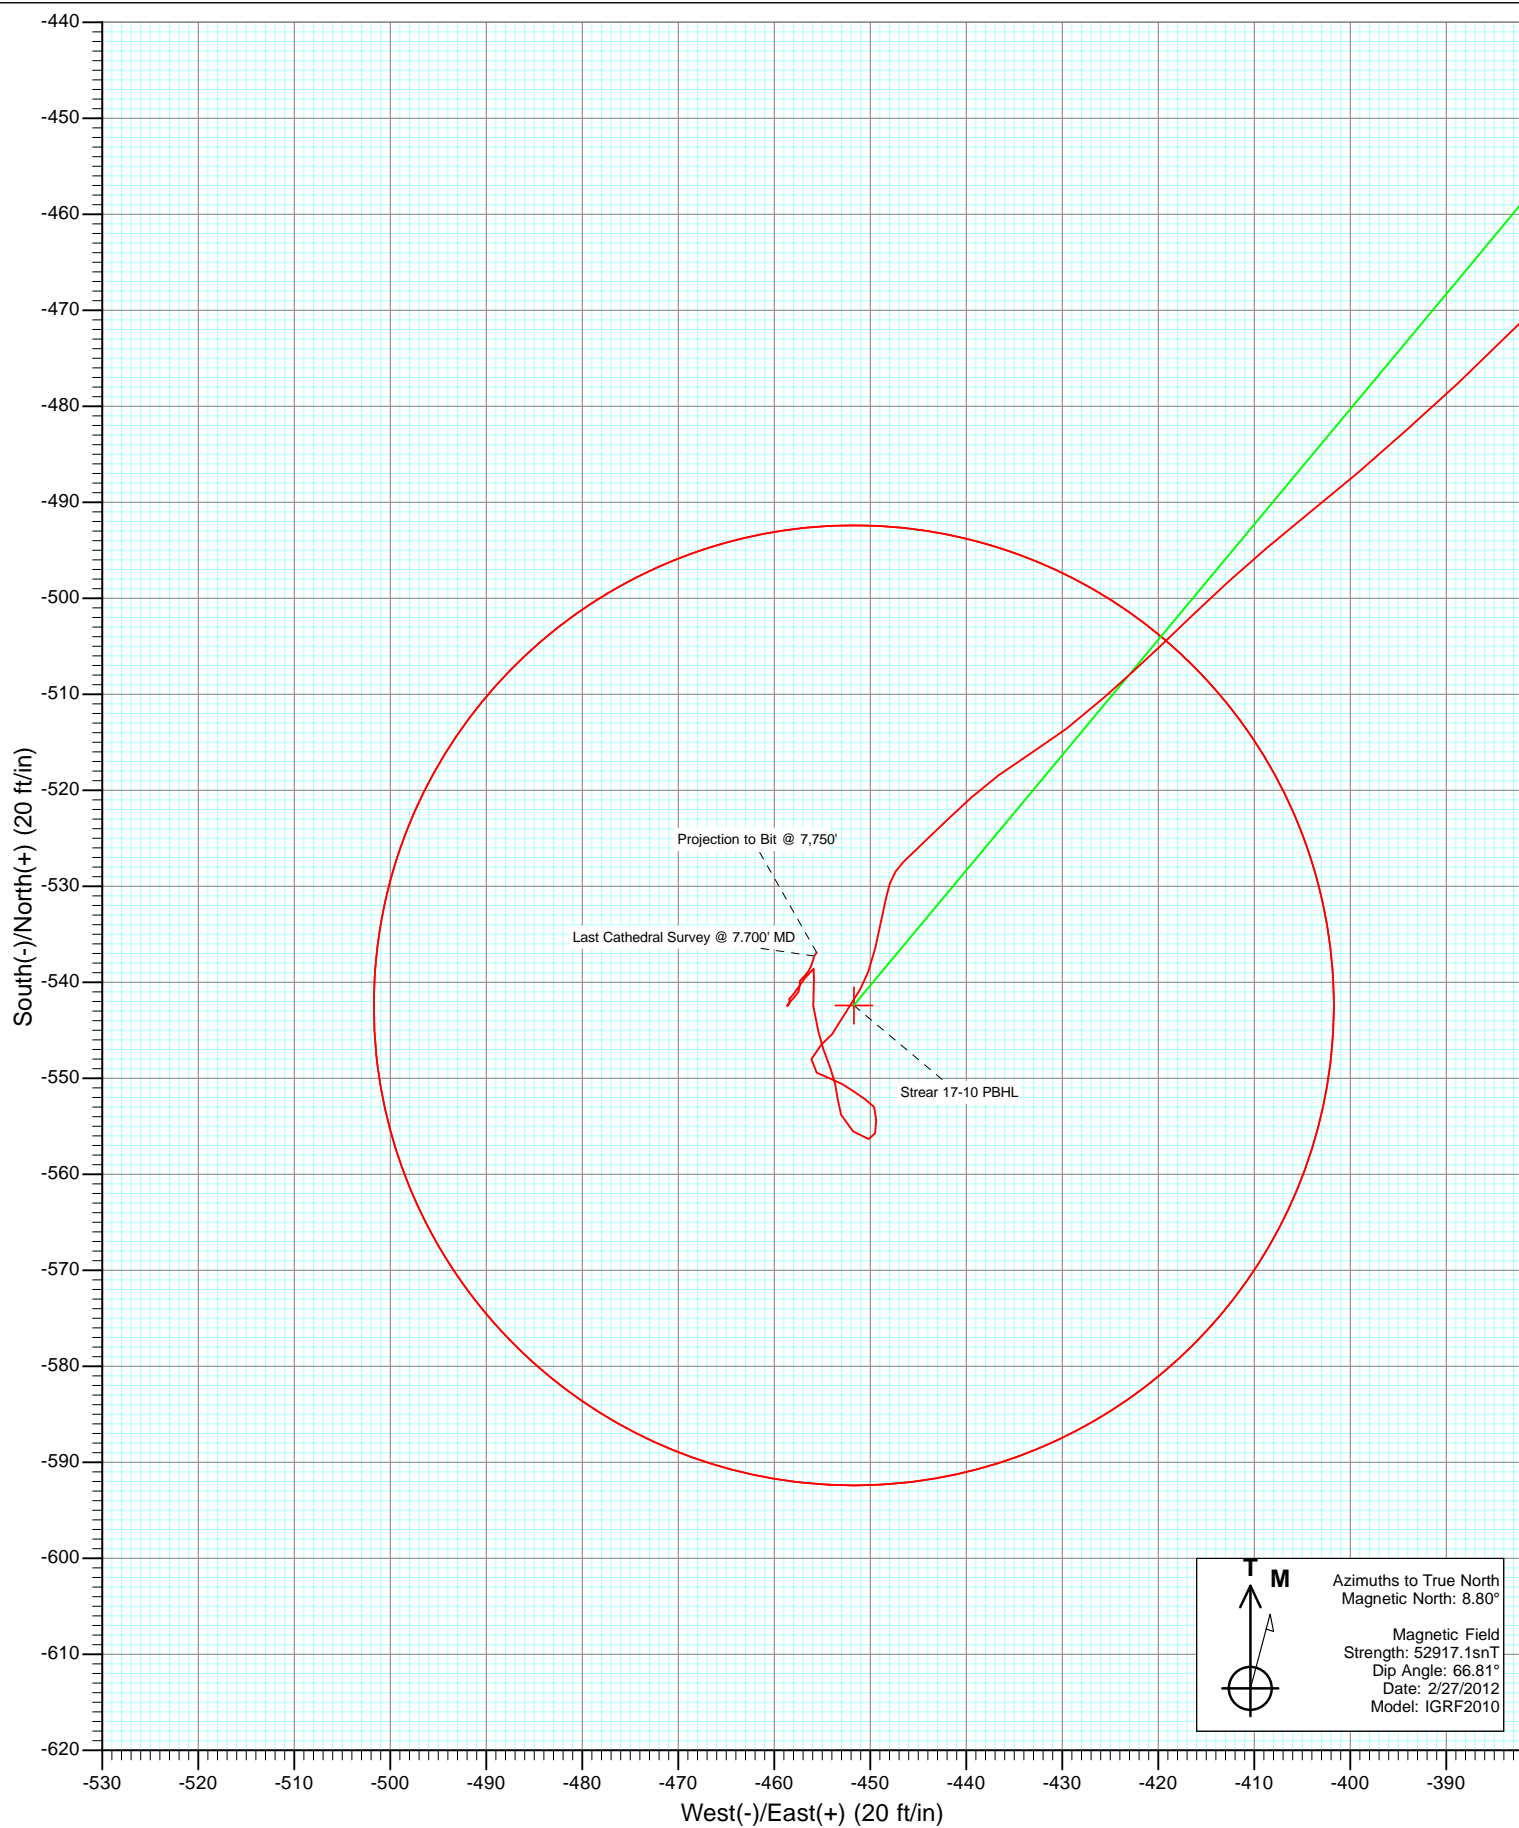 -440
-450
-460
-470
-480
-490
-500
-510
-520
-530
-540
-550
-560
-570
-580
-590
-600
-610
-620
South(-)/North(+) (20 ft/in)
Projection to Bit @ 7,750'
Last Cathedral Survey @ 7.700' MD
Strear 17-10 PBHL
T M
Azimuths to True North
Magnetic North: 8.80°
Magnetic Field
Strength: 52917.1snT
Dip Angle: 66.81°
Date: 2/27/2012
Model: IGRF2010
-530 -520 -510 -500 -490 -480 -470 -460 -450 -440 -430 -420 -410 -400 -390
West(-)/East(+) (20 ft/in)